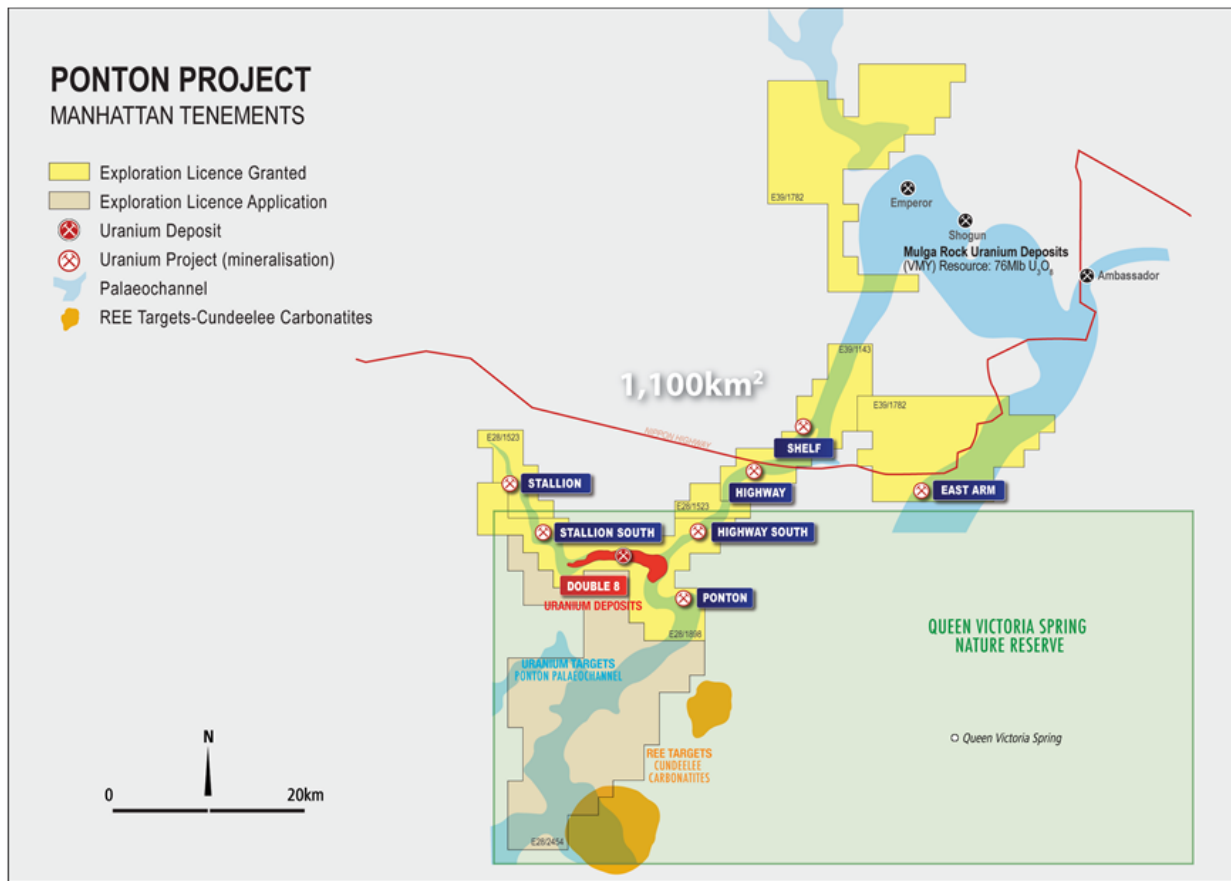 PONTON PROJECT
MANHATTAN TENEMENTS
Exploration Licence Granted
Exploration Licence Application
Uranium Deposit
Uranium Project (mineralisation)
Palaeochannel
REE Targets-Cundeelee Carbonatites
E39/1782
Emperor
Shogun
Mulga Rock Uranium Deposits
(VMY) Resource: 76Mlb U₃O₈
Ambassador
E39/1143
1,100km²
E39/1782
NIPPON HIGHWAY
SHELF
E28/1523
STALLION
HIGHWAY
EAST ARM
E28/1523
STALLION SOUTH
HIGHWAY SOUTH
DOUBLE 8
URANIUM DEPOSITS
PONTON
E28/1898
QUEEN VICTORIA SPRING
NATURE RESERVE
URANIUM TARGETS
PONTON PALAEOCHANNEL
Queen Victoria Spring
REE TARGETS
CUNDEELEE
CARBONATITES
N
0 20km
E28/2454